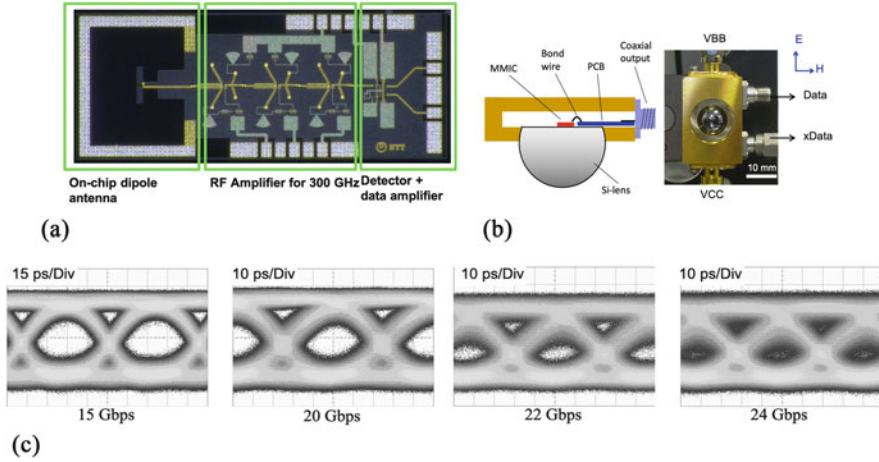 NTT
On-chip dipole
antenna
RF Amplifier for 300 GHz
Detector +
data amplifier
(a)
MMIC
Bond
wire
PCB
Coaxial
output
Si-lens
VBB
E
H
Data
xData
10 mm
VCC
(b)
15 ps/Div
10 ps/Div
10 ps/Div
10 ps/Div
15 Gbps
20 Gbps
22 Gbps
24 Gbps
(c)